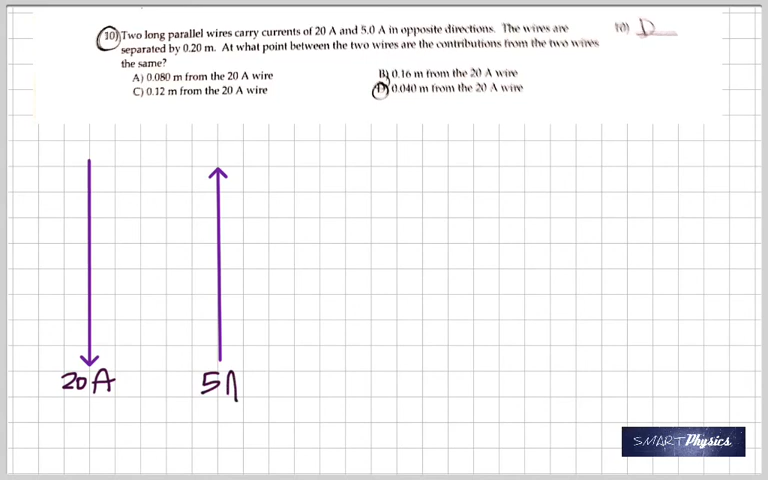 10) Two long parallel wires carry currents of 20 A and 5.0 A in opposite directions. The wires are
separated by 0.20 m. At what point between the two wires are the contributions from the two wires
the same?
A) 0.080 m from the 20 A wire
B) 0.16 m from the 20 A wire
C) 0.12 m from the 20 A wire
D) 0.040 m from the 20 A wire
10) D
20 A
5
SMARTPhysics